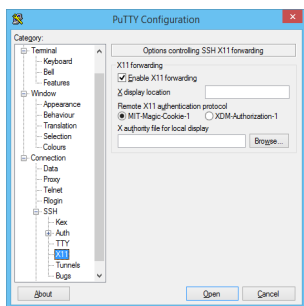 PuTTY Configuration
Category:
Terminal
Keyboard
Bell
Features
Window
Appearance
Behaviour
Translation
Selection
Colours
Connection
Data
Proxy
Telnet
Rlogin
SSH
Kex
Auth
TTY
X11
Tunnels
Bugs
Options controlling SSH X11 forwarding
X11 forwarding
Enable X11 forwarding
X display location
Remote X11 authentication protocol
MIT-Magic-Cookie-1 XDM-Authorization-1
X authority file for local display
Browse...
About Open Cancel